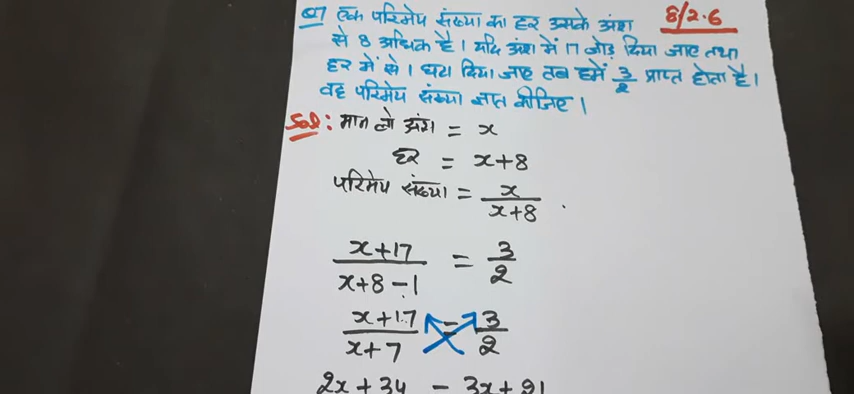 Q7 एक परिमेय संख्या का हर उसके अंश 8/2.6
से 8 अधिक है। यदि अंश में 17 जोड़ दिया जाए तथा
हर में से 1 घटा दिया जाए तब हमें 3/2 प्राप्त होता है।
वह परिमेय संख्या ज्ञात कीजिए।
Sol: मान लो अंश = x
हर = x+8
परिमेय संख्या = x/(x+8)
(x+17)/(x+8-1) = 3/2
(x+17)/(x+7) = 3/2
2x+34 = 3x+21